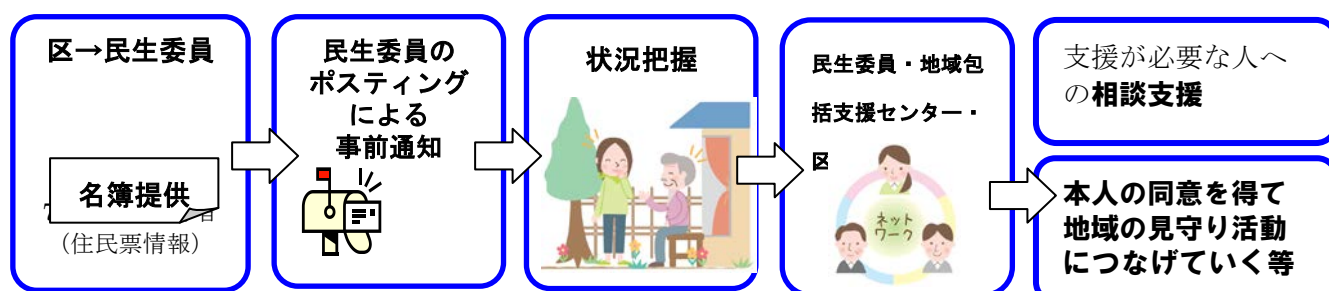 区→民生委員
名簿提供
（住民票情報）
民生委員の
ポスティング
による
事前通知
状況把握
民生委員・地域包
括支援センター・
区
ネット
ワーク
支援が必要な人へ
の相談支援
本人の同意を得て
地域の見守り活動
につなげていく等